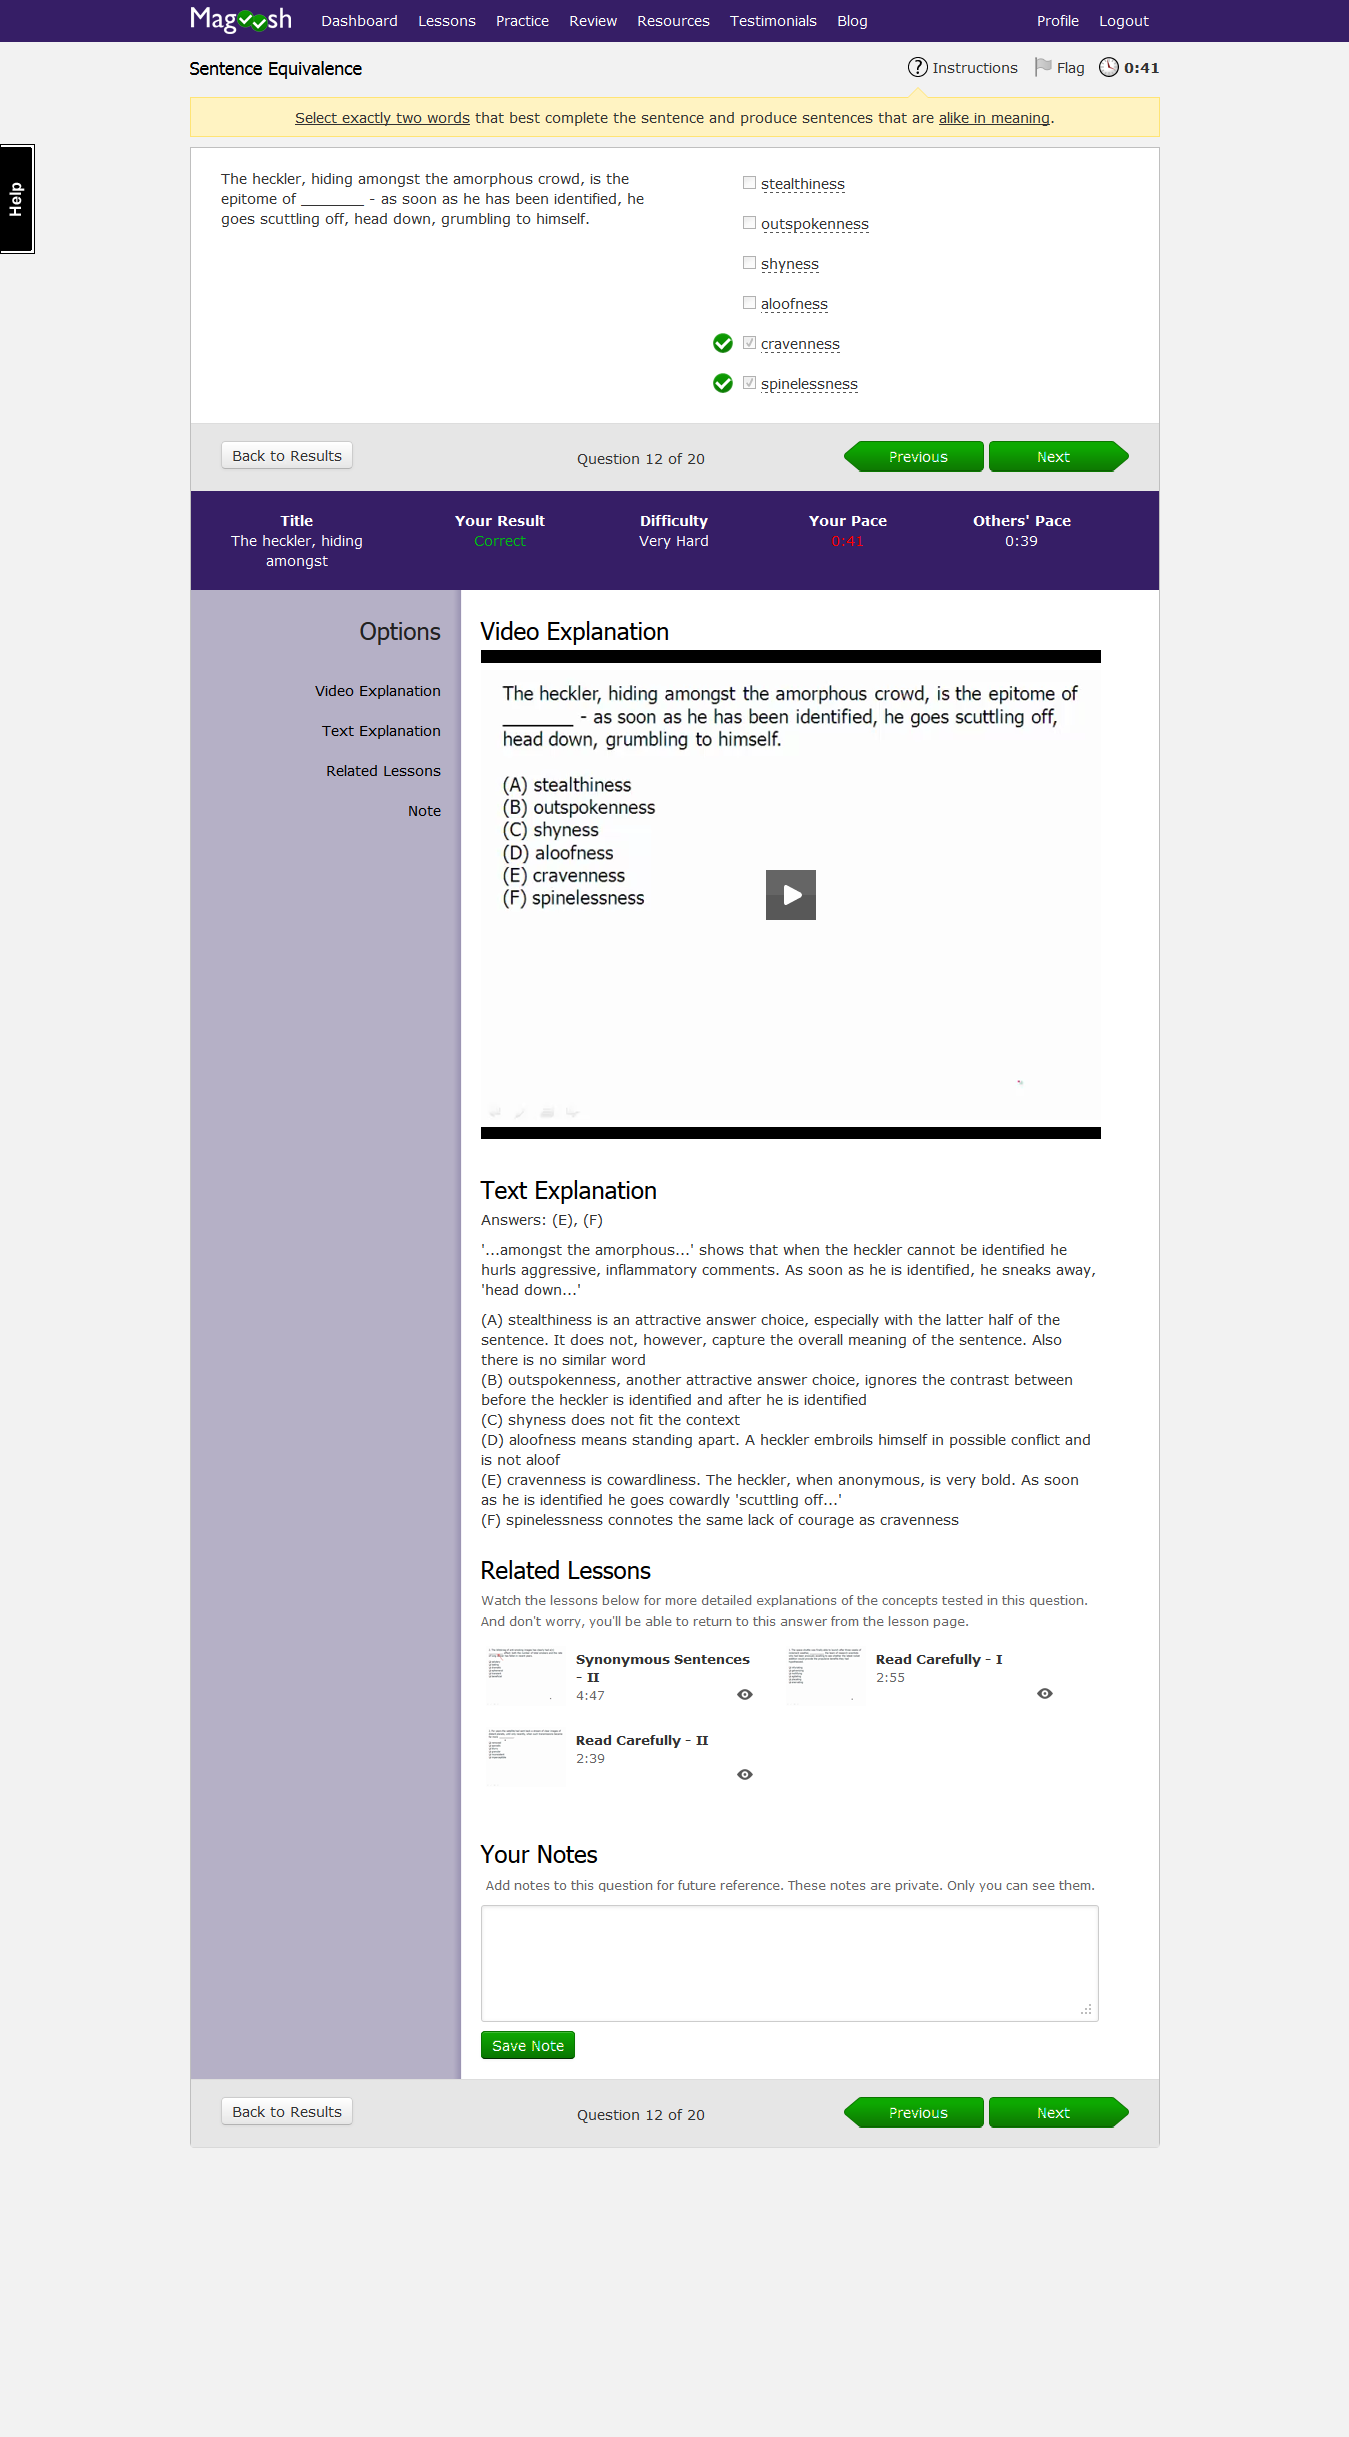 Magoosh Dashboard Lessons Practice Review Resources Testimonials Blog Profile Logout
Sentence Equivalence
Instructions Flag 0:41
Select exactly two words that best complete the sentence and produce sentences that are alike in meaning.
Help
The heckler, hiding amongst the amorphous crowd, is the
epitome of ________ - as soon as he has been identified, he
goes scuttling off, head down, grumbling to himself.
stealthiness
outspokenness
shyness
aloofness
cravenness
spinelessness
Back to Results
Question 12 of 20
Previous
Next
Title
The heckler, hiding
amongst
Your Result
Correct
Difficulty
Very Hard
Your Pace
0:41
Others' Pace
0:39
Options
Video Explanation
Text Explanation
Related Lessons
Note
Video Explanation
The heckler, hiding amongst the amorphous crowd, is the epitome of
________ - as soon as he has been identified, he goes scuttling off,
head down, grumbling to himself.
(A) stealthiness
(B) outspokenness
(C) shyness
(D) aloofness
(E) cravenness
(F) spinelessness
Text Explanation
Answers: (E), (F)
'...amongst the amorphous...' shows that when the heckler cannot be identified he
hurls aggressive, inflammatory comments. As soon as he is identified, he sneaks away,
'head down...'
(A) stealthiness is an attractive answer choice, especially with the latter half of the
sentence. It does not, however, capture the overall meaning of the sentence. Also
there is no similar word
(B) outspokenness, another attractive answer choice, ignores the contrast between
before the heckler is identified and after he is identified
(C) shyness does not fit the context
(D) aloofness means standing apart. A heckler embroils himself in possible conflict and
is not aloof
(E) cravenness is cowardliness. The heckler, when anonymous, is very bold. As soon
as he is identified he goes cowardly 'scuttling off...'
(F) spinelessness connotes the same lack of courage as cravenness
Related Lessons
Watch the lessons below for more detailed explanations of the concepts tested in this question.
And don't worry, you'll be able to return to this answer from the lesson page.
Synonymous Sentences
- II
4:47
Read Carefully - I
2:55
Read Carefully - II
2:39
Your Notes
Add notes to this question for future reference. These notes are private. Only you can see them.
Save Note
Back to Results
Question 12 of 20
Previous
Next